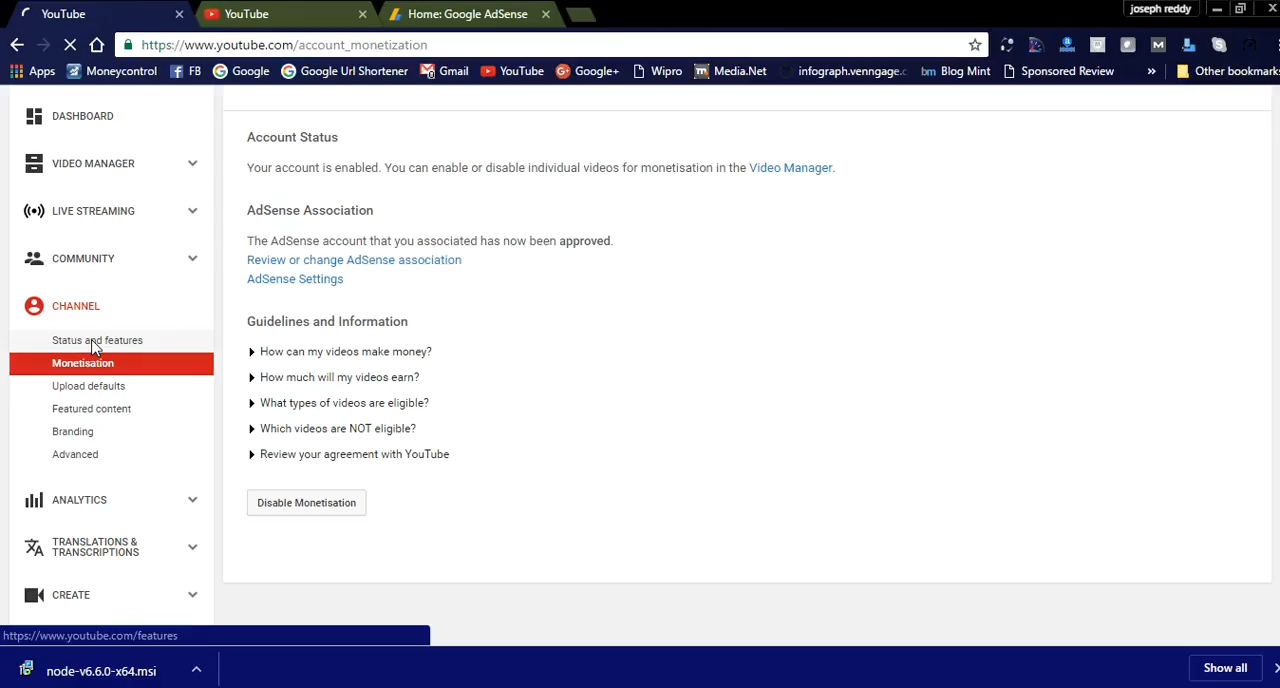 YouTube
YouTube
Home: Google AdSense
joseph reddy
https://www.youtube.com/account_monetization
Apps
Moneycontrol
FB
Google
Google Url Shortener
Gmail
YouTube
Google+
Wipro
Media.Net
infograph.venngage.c
bm Blog Mint
Sponsored Review
»
Other bookmarks
DASHBOARD
VIDEO MANAGER
LIVE STREAMING
COMMUNITY
CHANNEL
Status and features
Monetisation
Upload defaults
Featured content
Branding
Advanced
ANALYTICS
TRANSLATIONS &
TRANSCRIPTIONS
CREATE
Account Status
Your account is enabled. You can enable or disable individual videos for monetisation in the Video Manager.
AdSense Association
The AdSense account that you associated has now been approved.
Review or change AdSense association
AdSense Settings
Guidelines and Information
How can my videos make money?
How much will my videos earn?
What types of videos are eligible?
Which videos are NOT eligible?
Review your agreement with YouTube
Disable Monetisation
https://www.youtube.com/features
node-v6.6.0-x64.msi
Show all